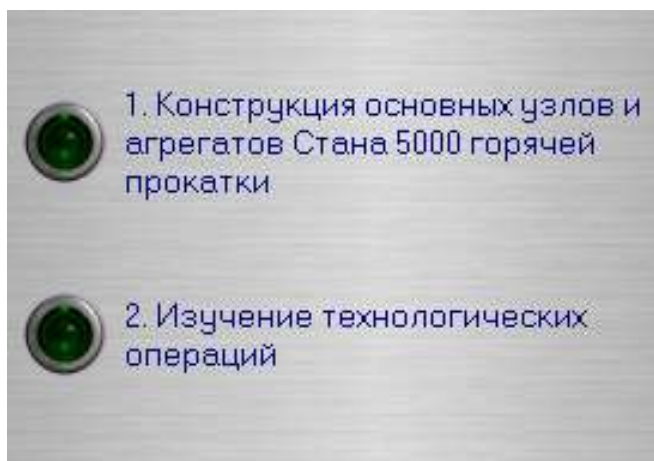 1. Конструкция основных узлов и
агрегатов Стана 5000 горячей
прокатки
2. Изучение технологических
операций